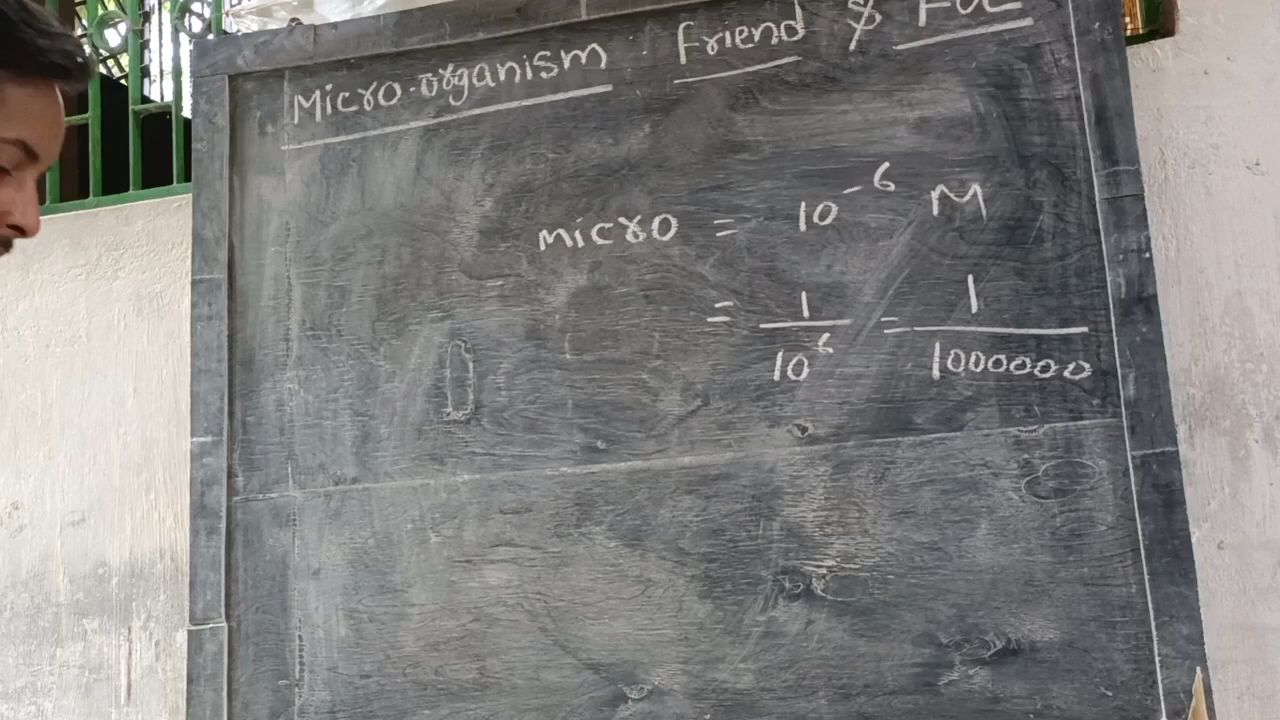 Micro-organism friend & FOE
micro = 10⁻⁶ M
= 1/10⁶ = 1/1000000